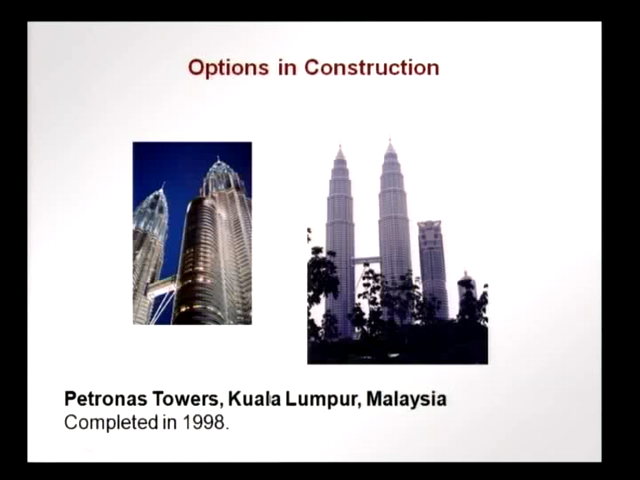 Options in Construction
Petronas Towers, Kuala Lumpur, Malaysia
Completed in 1998.